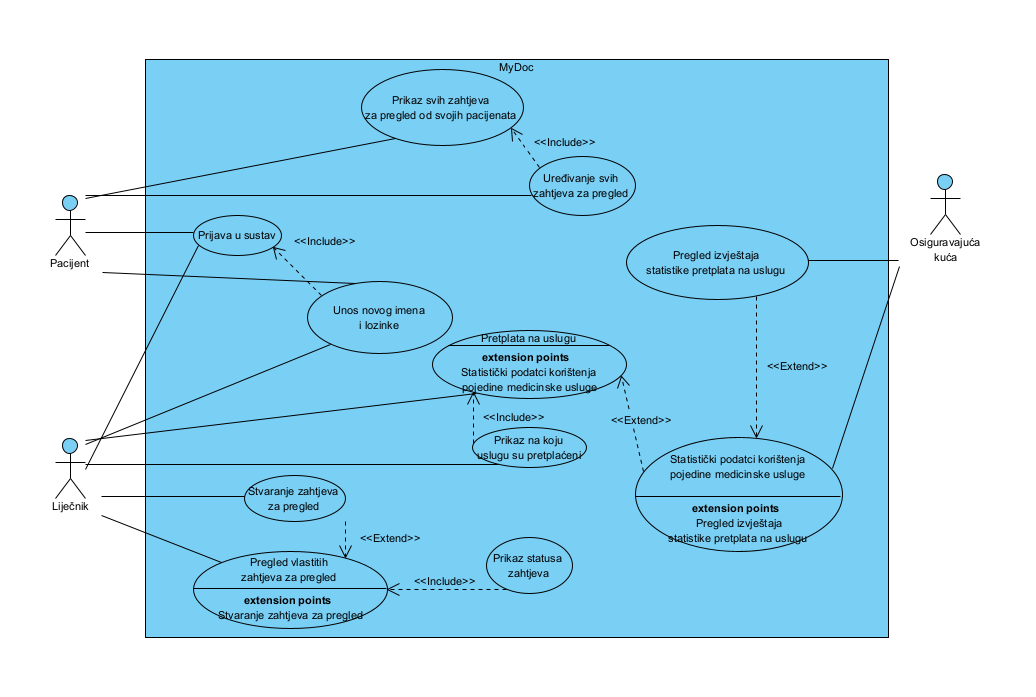 MyDoc
Prikaz svih zahtjeva
za pregled od svojih pacijenata
<<Include>>
Uređivanje svih
zahtjeva za pregled
Pacijent
Prijava u sustav
<<Include>>
Osiguravajuća
kuća
Pregled izvještaja
statistike pretplata na uslugu
Unos novog imena
i lozinke
Pretplata na uslugu
extension points
Statistički podatci korištenja
pojedine medicinske usluge
<<Extend>>
<<Include>>
<<Extend>>
Prikaz na koju
uslugu su pretplaćeni
Statistički podatci korištenja
pojedine medicinske usluge
extension points
Pregled izvještaja
statistike pretplata na uslugu
Liječnik
Stvaranje zahtjeva
za pregled
<<Extend>>
Pregled vlastitih
zahtjeva za pregled
extension points
Stvaranje zahtjeva za pregled
<<Include>>
Prikaz statusa
zahtjeva